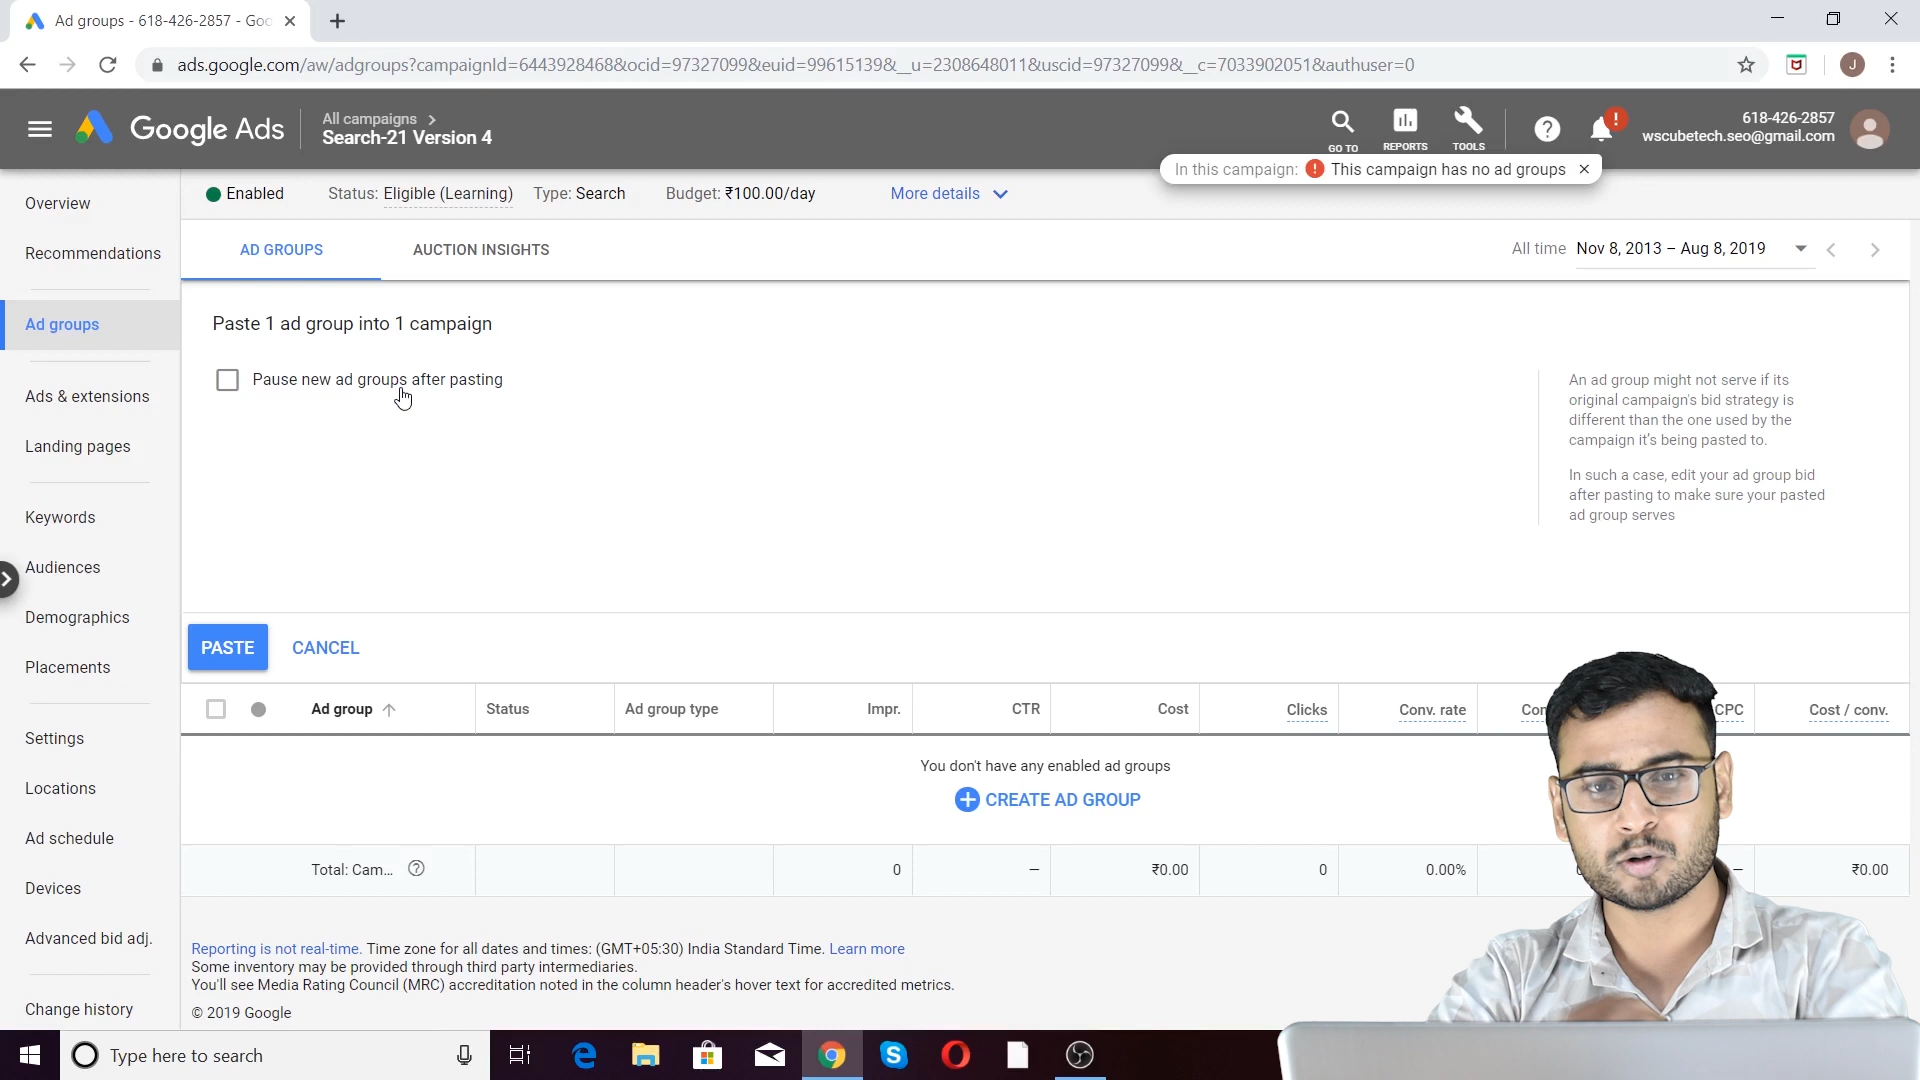 Ad groups - 618-426-2857 - Goo
ads.google.com/aw/adgroups?campaignId=6443928468&ocid=97327099&euid=99615139&__u=2308648011&uscid=97327099&__c=7033902051&authuser=0
J
Google Ads
All campaigns >
Search-21 Version 4
GO TO
REPORTS
TOOLS
618-426-2857
wscubetech.seo@gmail.com
In this campaign: ! This campaign has no ad groups
Enabled Status: Eligible (Learning) Type: Search Budget: ₹100.00/day More details
AD GROUPS
AUCTION INSIGHTS
All time Nov 8, 2013 – Aug 8, 2019
Overview
Recommendations
Ad groups
Ads & extensions
Landing pages
Keywords
Audiences
Demographics
Placements
Settings
Locations
Ad schedule
Devices
Advanced bid adj.
Change history
Paste 1 ad group into 1 campaign
Pause new ad groups after pasting
An ad group might not serve if its
original campaign's bid strategy is
different than the one used by the
campaign it's being pasted to.
In such a case, edit your ad group bid
after pasting to make sure your pasted
ad group serves
PASTE CANCEL
Ad group Status Ad group type Impr. CTR Cost Clicks Conv. rate CPC Cost / conv.
You don't have any enabled ad groups
CREATE AD GROUP
Total: Cam... 0 – ₹0.00 0 0.00% – ₹0.00
Reporting is not real-time. Time zone for all dates and times: (GMT+05:30) India Standard Time. Learn more
Some inventory may be provided through third party intermediaries.
You'll see Media Rating Council (MRC) accreditation noted in the column header's hover text for accredited metrics.
© 2019 Google
Type here to search